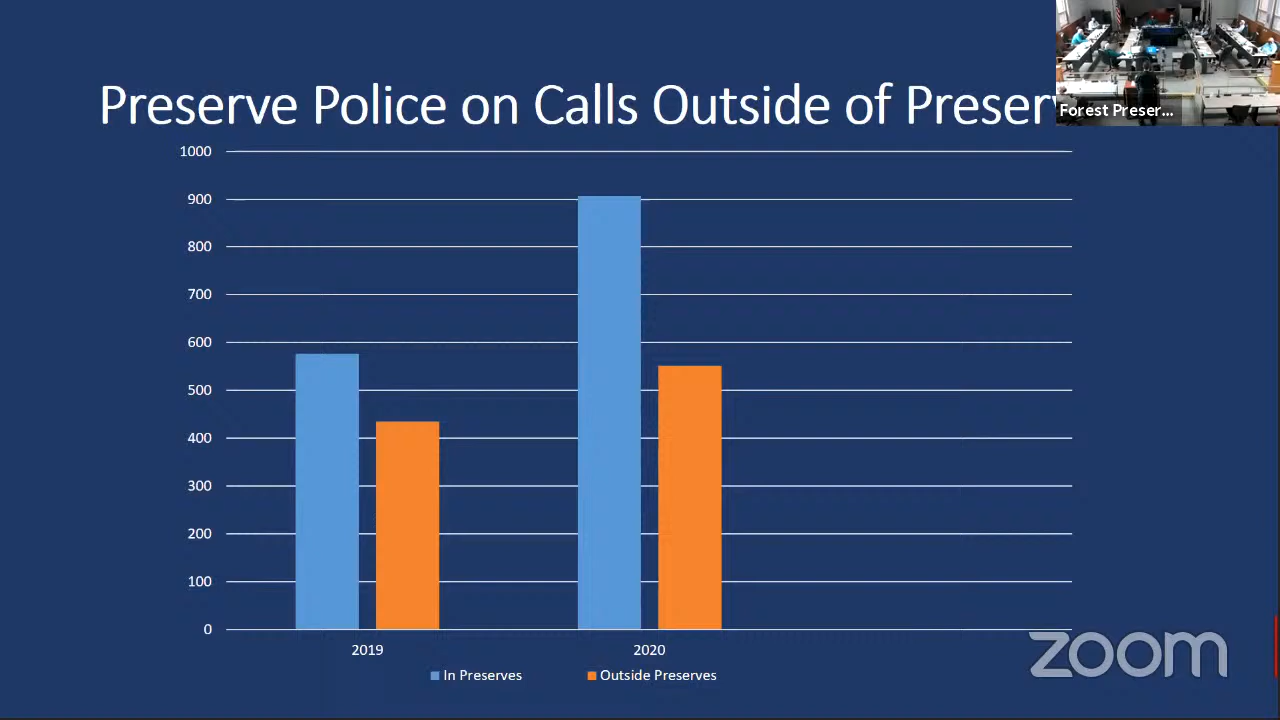 Preserve Police on Calls Outside of Preser
Forest Preser...
1000
900
800
700
600
500
400
300
200
100
0
2019
2020
In Preserves
Outside Preserves
zoom